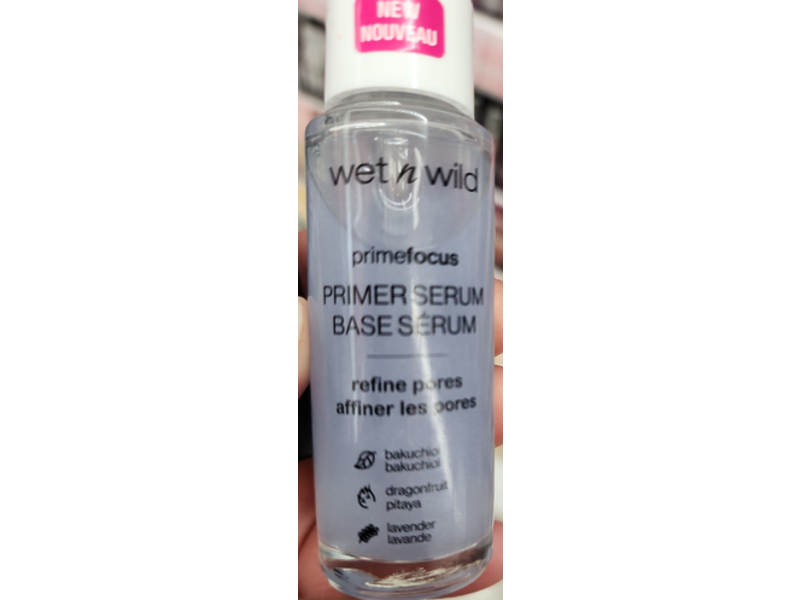 NEW
NOUVEAU
wet n wild
primefocus
PRIMER SERUM
BASE SÉRUM
refine pores
affiner les pores
bakuchiol
bakuchiol
dragonfruit
pitaya
lavender
lavande